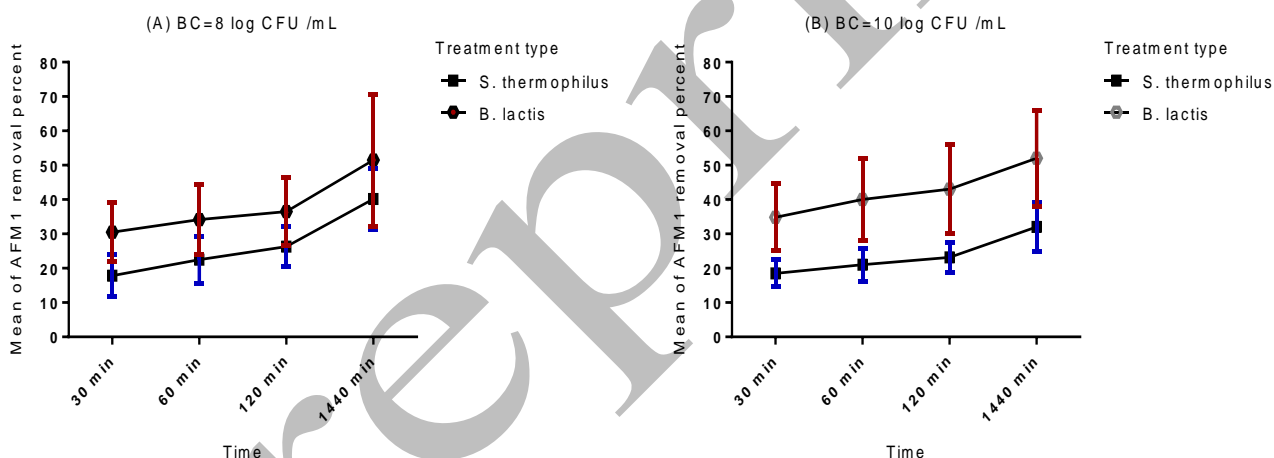 (A) BC=8 log CFU /mL
Mean of AFM1 removal percent
80
70
60
50
40
30
20
10
0
30 min
60 min
120 min
1440 min
Time
Treatment type
S. thermophilus
B. lactis
(B) BC=10 log CFU /mL
Mean of AFM1 removal percent
80
70
60
50
40
30
20
10
0
30 min
60 min
120 min
1440 min
Time
Treatment type
S. thermophilus
B. lactis